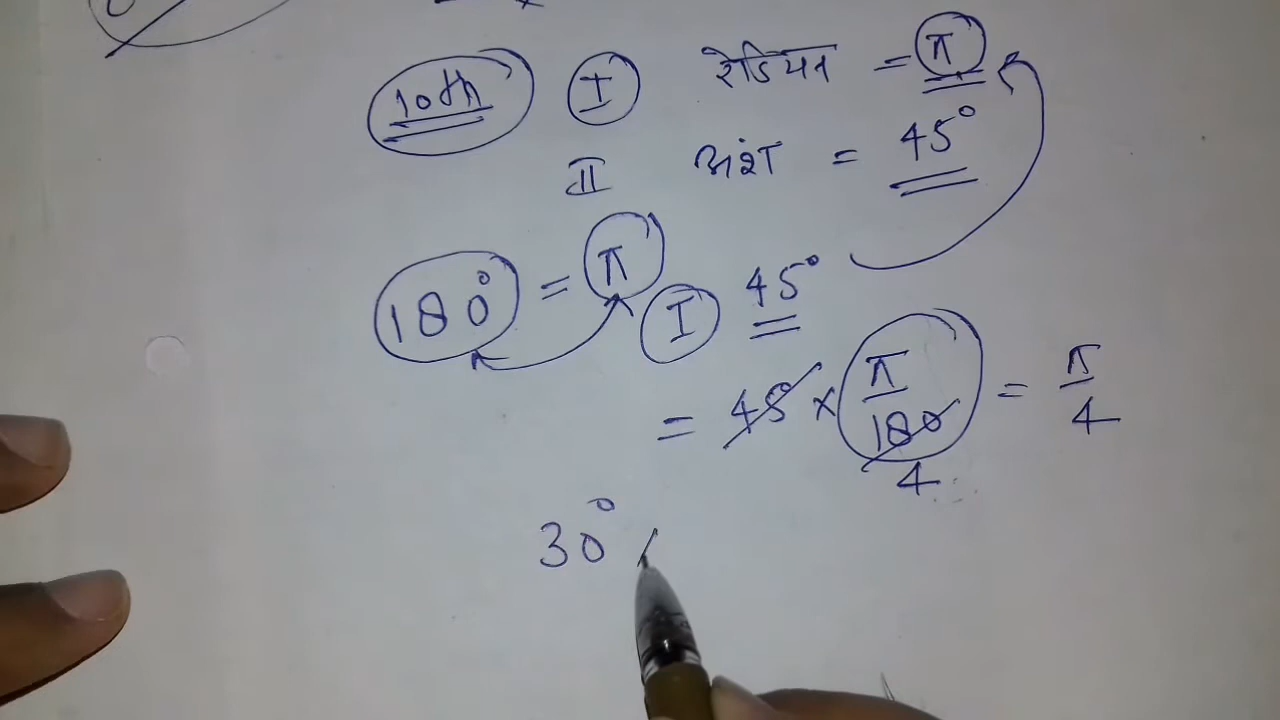 10th I रेडियन = π
II अंश = 45°
180° = π I 45°
= 45 × π/180 = π/4
4
30°